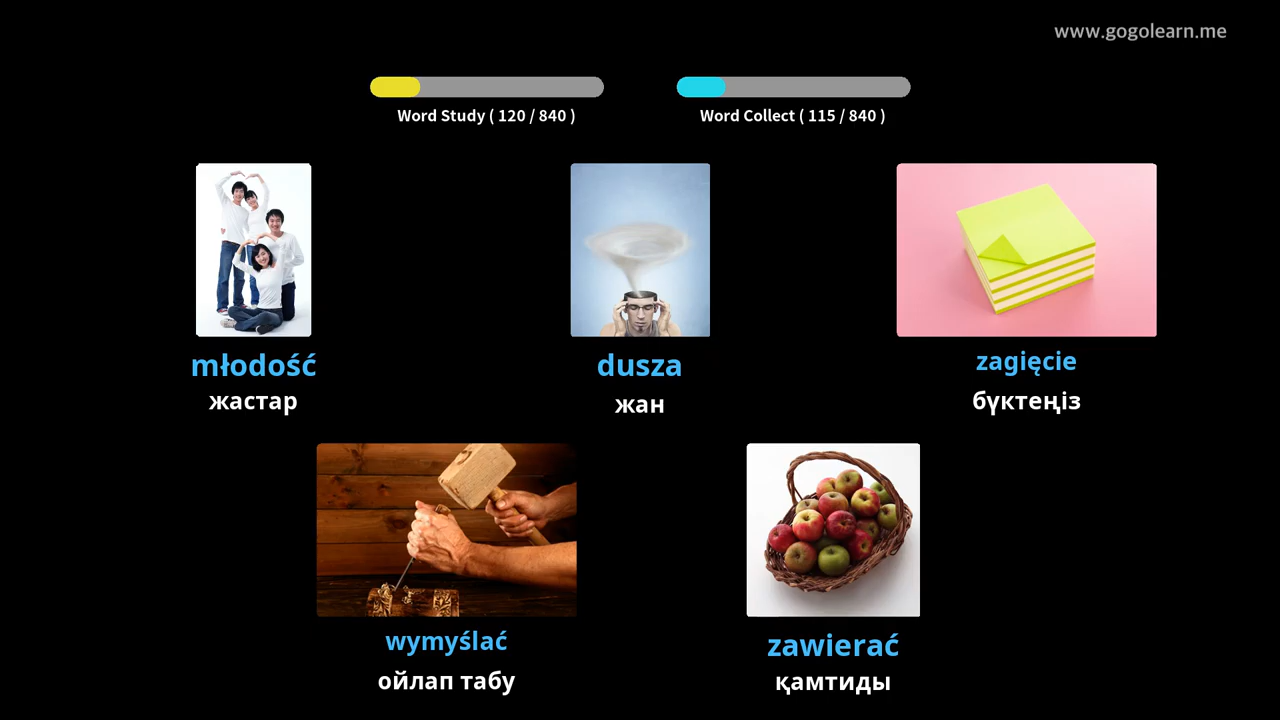 www.gogolearn.me
Word Study ( 120 / 840 )
Word Collect ( 115 / 840 )
młodość
жастар
dusza
жан
zagięcie
бүктеңіз
wymyślać
ойлап табу
zawierać
қамтиды